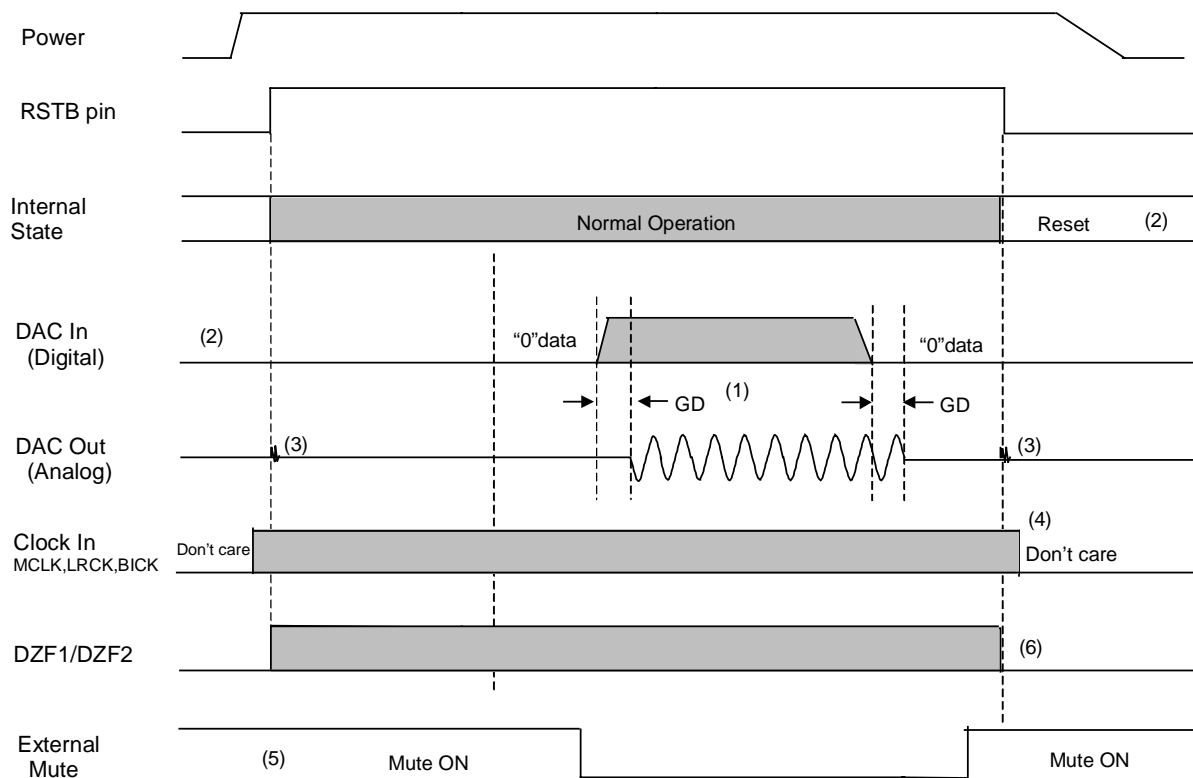 Power
RSTB pin
Internal
State
Normal Operation
Reset
(2)
DAC In
(Digital)
(2)
“0”data
“0”data
(1)
GD
GD
DAC Out
(Analog)
(3)
(3)
Clock In
MCLK,LRCK,BICK
Don’t care
(4)
Don’t care
DZF1/DZF2
(6)
External
Mute
(5)
Mute ON
Mute ON